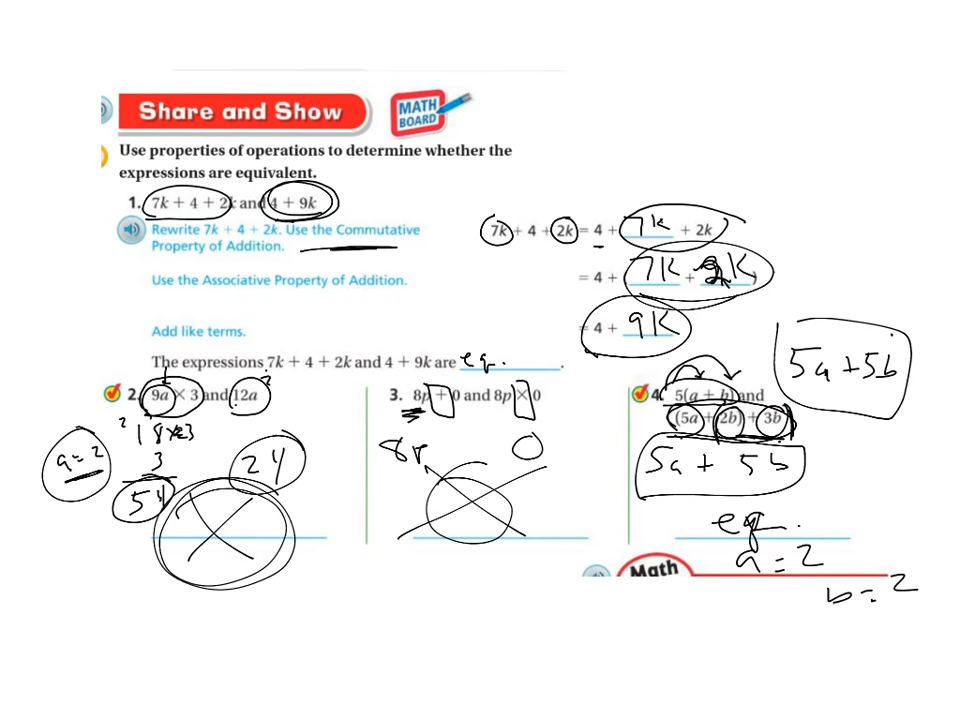 Share and Show
MATH BOARD
Use properties of operations to determine whether the
expressions are equivalent.
1. 7k + 4 + 2k and 4 + 9k
Rewrite 7k + 4 + 2k. Use the Commutative
Property of Addition.
7k + 4 + 2k = 4 + 7k + 2k
Use the Associative Property of Addition.
= 4 + 7k + 2k
Add like terms.
= 4 + 9k
The expressions 7k + 4 + 2k and 4 + 9k are eq.
2. 9a × 3 and 12a
a = 2
3
54
24
3. 8p + 0 and 8p × 0
0
4. 5(a + b) and
(5a + 2b) + 3b
5a + 5b
5a + 5b
eq.
a = 2
b = 2
Math